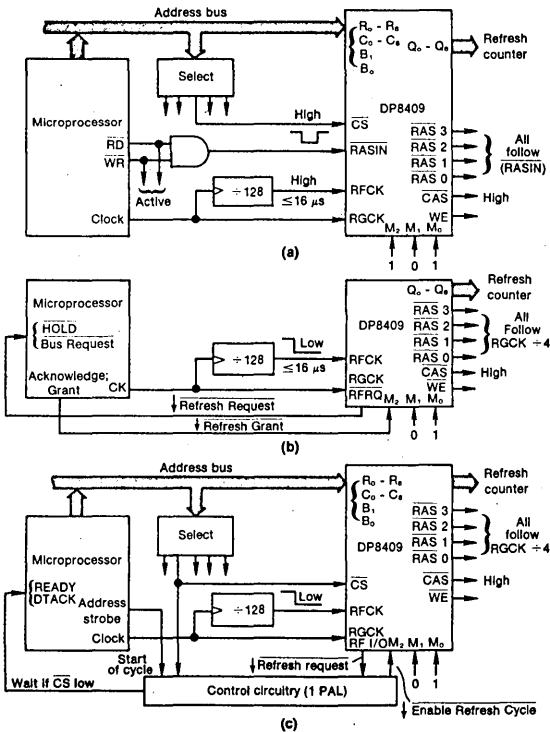 Address bus
R₀ - R₈
C₀ - C₈
B₁
B₀
Q₀ - Q₈
Refresh
counter
Select
Microprocessor
High
DP8409
CS
RD
WR
RASIN
RAS 3
RAS 2
RAS 1
RAS 0
All
follow
(RASIN)
Active
High
÷128
≤16 µs
RFCK
CAS
High
Clock
RGCK
WE
M₂ M₁ M₀
1 0 1
(a)
Microprocessor
HOLD
Bus Request
Acknowledge;
Grant
CK
÷128
Low
≤16 µs
DP8409
Q₀ - Q₈
Refresh
counter
RAS 3
RAS 2
RAS 1
RAS 0
All
Follow
RGCK ÷4
RFCK
RGCK
RFRQ
CAS
High
WE
M₂ M₁ M₀
Refresh Request
Refresh Grant
0 1
(b)
Address bus
R₀ - R₈
C₀ - C₈
B₁
B₀
Refresh
counter
Select
Microprocessor
RAS 3
RAS 2
RAS 1
RAS 0
All
follow
RGCK ÷4
DP8409
READY
DTACK
Address
strobe
Clock
÷128
Low
CS
RFCK
CAS
High
WE
RGCK
RF I/O M₂ M₁ M₀
Start
of cycle
Refresh request
0 1
Wait if CS low
Control circuitry (1 PAL)
Enable Refresh Cycle
(c)